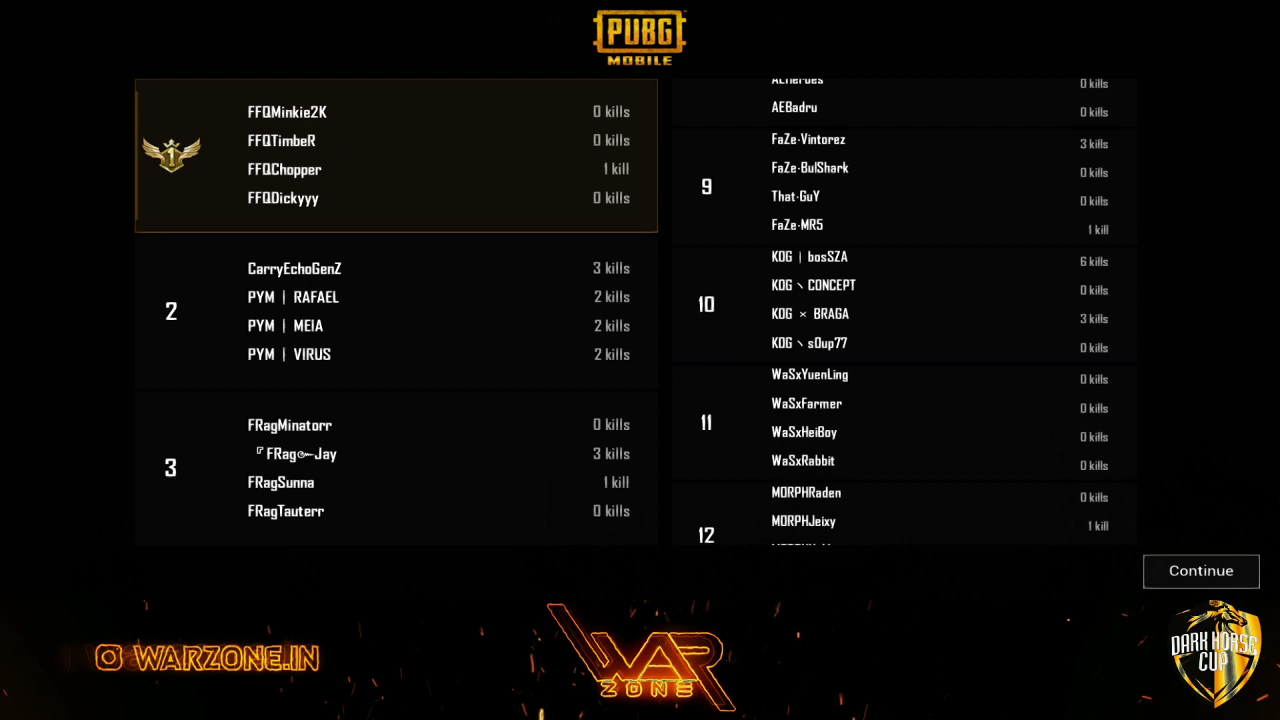 PUBG
MOBILE
1
FFQMinkie2K 0 kills
FFQTimbeR 0 kills
FFQChopper 1 kill
FFQDickyyy 0 kills
2
CarryEchoGenZ 3 kills
PYM | RAFAEL 2 kills
PYM | MEIA 2 kills
PYM | VIRUS 2 kills
3
FRagMinatorr 0 kills
『FRag๛Jay 3 kills
FRagSunna 1 kill
FRagTauterr 0 kills
0 kills
AEBadru 0 kills
9
FaZe·Vintorez 3 kills
FaZe·BulShark 0 kills
That·GuY 0 kills
FaZe·MR5 1 kill
10
KOG | bosSZA 6 kills
KOG ヽ CONCEPT 0 kills
KOG × BRAGA 3 kills
KOG ヽ s0up77 0 kills
11
WaSxYuenLing 0 kills
WaSxFarmer 0 kills
WaSxHeiBoy 0 kills
WaSxRabbit 0 kills
12
MORPHRaden 0 kills
MORPHJeixy 1 kill
Continue
WARZONE.IN
WAR
ZONE
DARK HORSE
CUP